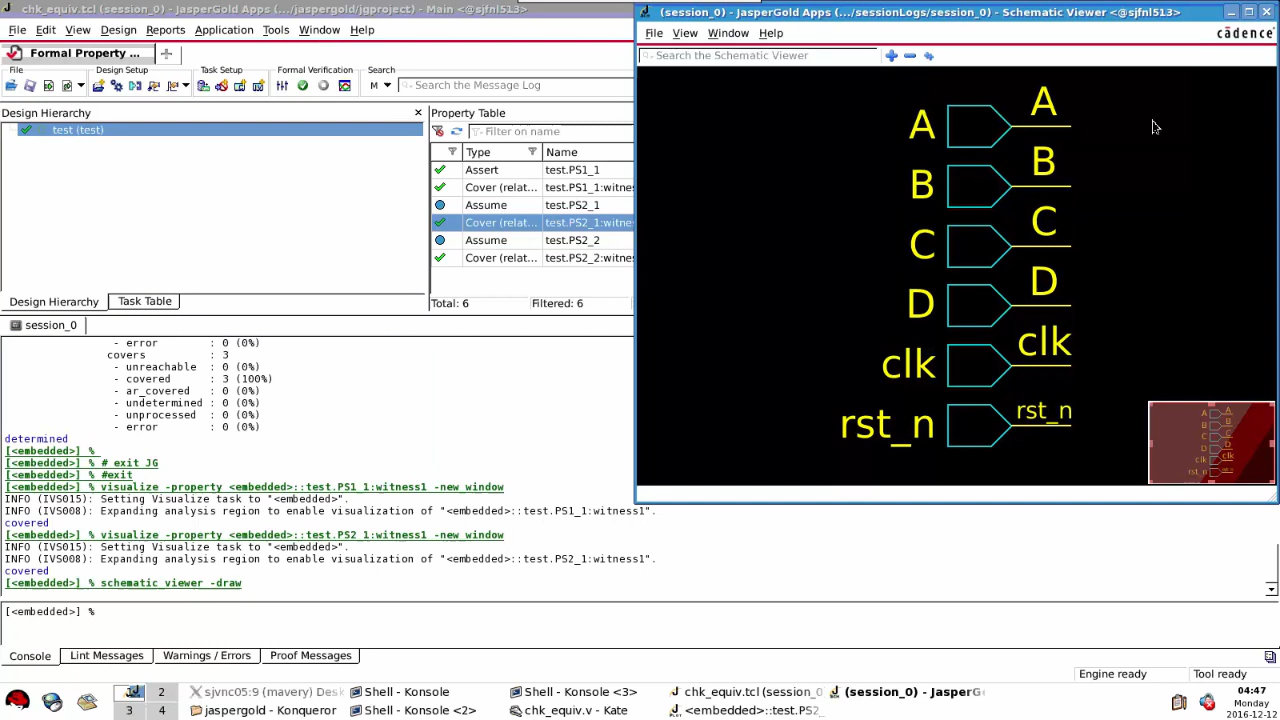 chk_equiv.tcl (session_0) - JasperGold Apps (.../jaspergold/jgproject) - Main <@sjfnl513>
File Edit View Design Reports Application Tools Window Help
Formal Property ...
File Design Setup Task Setup Formal Verification Search
M Search the Message Log
Design Hierarchy
test (test)
Design Hierarchy Task Table
Property Table
Filter on name
Type Name
Assert test.PS1_1
Cover (relat... test.PS1_1:witne
Assume test.PS2_1
Cover (relat... test.PS2_1:witne
Assume test.PS2_2
Cover (relat... test.PS2_2:witne
Total: 6 Filtered: 6
(session_0) - JasperGold Apps (.../sessionLogs/session_0) - Schematic Viewer <@sjfnl513>
File View Window Help
cādence
Search the Schematic Viewer
A A
B B
C C
D D
clk clk
rst_n rst_n
A A
B B
C C
D D
clk clk
rst_n
session_0
- error : 0 (0%)
covers : 3
- unreachable : 0 (0%)
- covered : 3 (100%)
- ar_covered : 0 (0%)
- undetermined : 0 (0%)
- unprocessed : 0 (0%)
- error : 0 (0%)
determined
[<embedded>] %
[<embedded>] % # exit JG
[<embedded>] % #exit
[<embedded>] % visualize -property <embedded>::test.PS1_1:witness1 -new_window
INFO (IVS015): Setting Visualize task to "<embedded>".
INFO (IVS008): Expanding analysis region to enable visualization of "<embedded>::test.PS1_1:witness1".
covered
[<embedded>] % visualize -property <embedded>::test.PS2_1:witness1 -new_window
INFO (IVS015): Setting Visualize task to "<embedded>".
INFO (IVS008): Expanding analysis region to enable visualization of "<embedded>::test.PS2_1:witness1".
covered
[<embedded>] % schematic_viewer -draw
[<embedded>] %
Console Lint Messages Warnings / Errors Proof Messages
Engine ready Tool ready
1 2 sjvnc05:9 (mavery) Desk Shell - Konsole Shell - Konsole <3> chk_equiv.tcl (session_0 (session_0) - JasperG
3 4 jaspergold - Konqueror Shell - Konsole <2> chk_equiv.v - Kate <embedded>::test.PS2_
04:47
Monday
2016-12-12